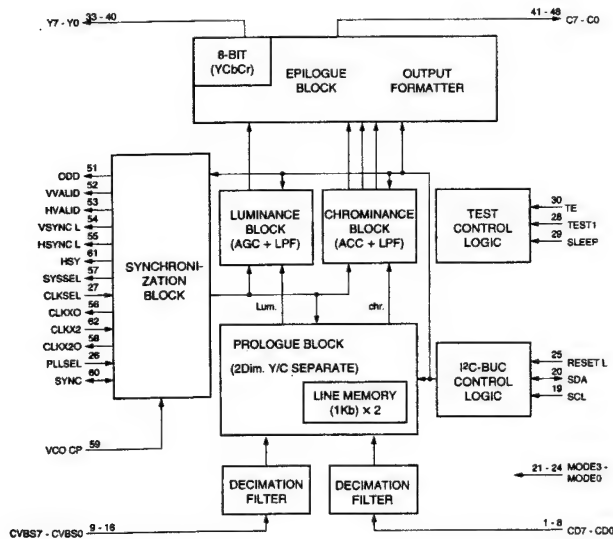 Y7 - Y0 33 - 40
41 - 48 C7 - C0
8-BIT
(YCbCr)
EPILOGUE
BLOCK
OUTPUT
FORMATTER
ODD 51
VVALID 52
HVALID 53
VSYNC L 54
HSYNC L 55
HSY 61
SYSSEL 57
CLKSEL 27
CLKXO 56
CLKX2 62
CLKX2O 58
PLLSEL 26
SYNC 60
SYNCHRONI-
ZATION
BLOCK
VCO CP 59
LUMINANCE
BLOCK
(AGC + LPF)
CHROMINANCE
BLOCK
(ACC + LPF)
TEST
CONTROL
LOGIC
30 TE
28 TEST1
29 SLEEP
Lum.
chr.
PROLOGUE BLOCK
(2Dim. Y/C SEPARATE)
LINE MEMORY
(1Kb) × 2
I²C-BUC
CONTROL
LOGIC
25 RESET L
20 SDA
19 SCL
DECIMATION
FILTER
DECIMATION
FILTER
21 - 24 MODE3 -
MODE0
CVBS7 - CVBS0 9 - 16
1 - 8 CD7 - CD0